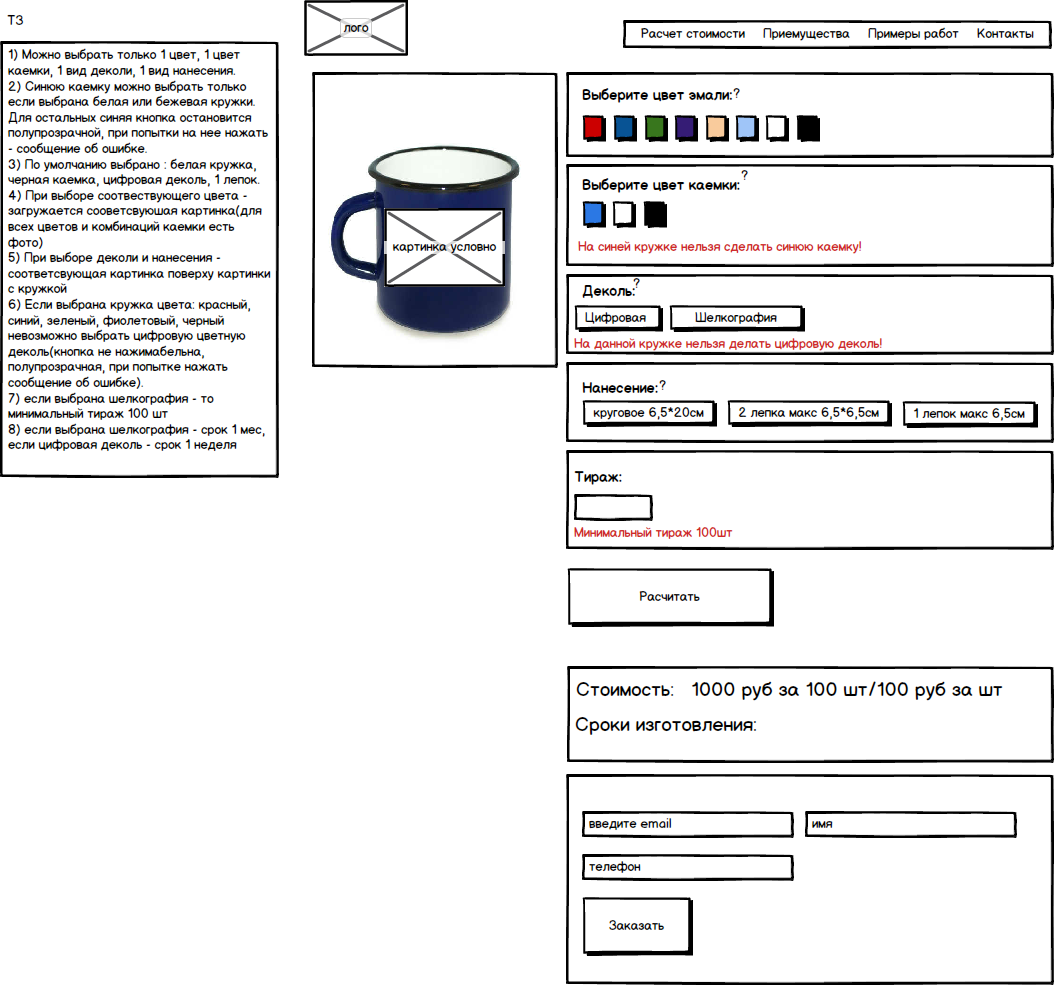 ТЗ
1) Можно выбрать только 1 цвет, 1 цвет
каемки, 1 вид деколи, 1 вид нанесения.
2) Синюю каемку можно выбрать только
если выбрана белая или бежевая кружки.
Для остальных синяя кнопка остановится
полупрозрачной, при попытки на нее нажать
- сообщение об ошибке.
3) По умолчанию выбрано : белая кружка,
черная каемка, цифровая деколь, 1 лепок.
4) При выборе соотвествующего цвета -
загружается сооветсвуюшая картинка(для
всех цветов и комбинаций каемки есть
фото)
5) При выборе деколи и нанесения -
соответсвующая картинка поверху картинки
с кружкой
6) Если выбрана кружка цвета: красный,
синий, зеленый, фиолетовый, черный
невозможно выбрать цифровую цветную
деколь(кнопка не нажимабельна,
полупрозрачная, при попытке нажать
сообщение об ошибке).
7) если выбрана шелкография - то
минимальный тираж 100 шт
8) если выбрана шелкография - срок 1 мес,
если цифровая деколь - срок 1 неделя
лого
Расчет стоимости Приемущества Примеры работ Контакты
картинка условно
Выберите цвет эмали:?
Выберите цвет каемки:?
На синей кружке нельзя сделать синюю каемку!
Деколь:?
Цифровая Шелкография
На данной кружке нельзя делать цифровую деколь!
Нанесение:?
круговое 6,5*20см 2 лепка макс 6,5*6,5см 1 лепок макс 6,5см
Тираж:
Минимальный тираж 100шт
Расчитать
Стоимость: 1000 руб за 100 шт/100 руб за шт
Сроки изготовления:
введите email имя
телефон
Заказать